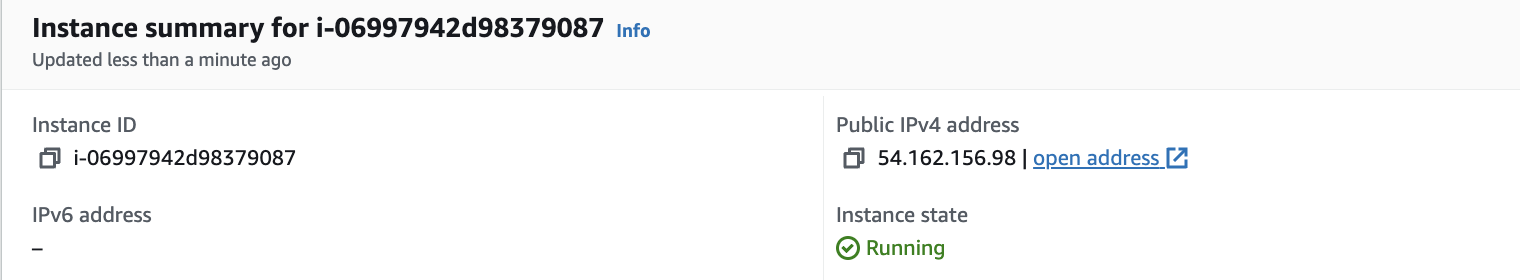 Instance summary for i-06997942d98379087 Info
Updated less than a minute ago
Instance ID
i-06997942d98379087
Public IPv4 address
54.162.156.98 | open address
IPv6 address
–
Instance state
Running